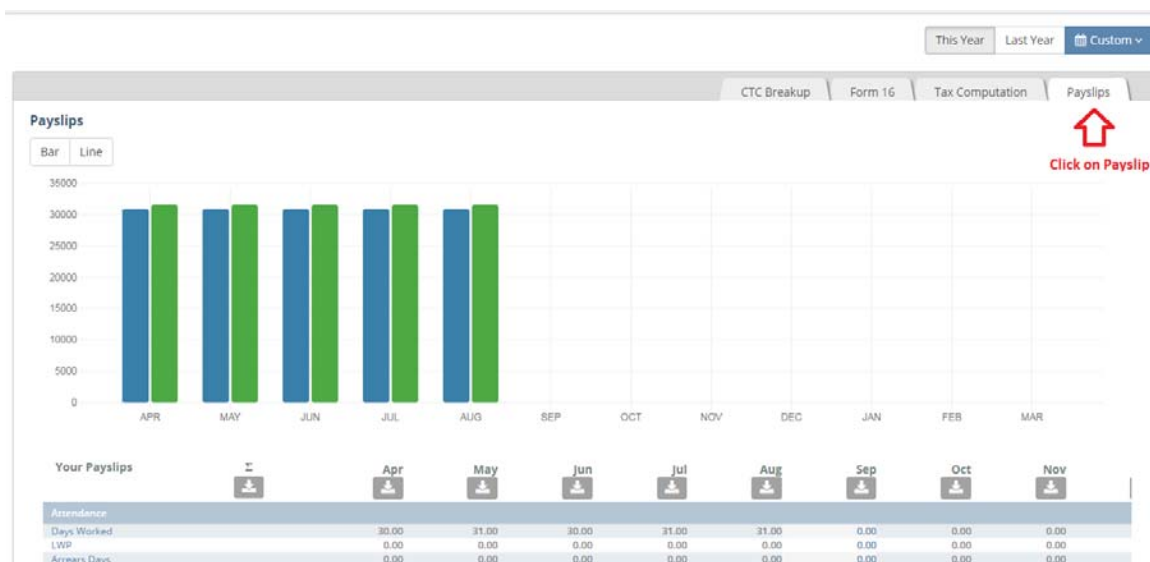 This Year Last Year Custom
CTC Breakup Form 16 Tax Computation Payslips
Payslips
Bar Line
Click on Payslip
35000
30000
25000
20000
15000
10000
5000
0
APR MAY JUN JUL AUG SEP OCT NOV DEC JAN FEB MAR
Your Payslips Σ Apr May Jun Jul Aug Sep Oct Nov
Attendance
Days Worked 30.00 31.00 30.00 31.00 31.00 0.00 0.00 0.00
LWP 0.00 0.00 0.00 0.00 0.00 0.00 0.00 0.00
Arrears Days 0.00 0.00 0.00 0.00 0.00 0.00 0.00 0.00